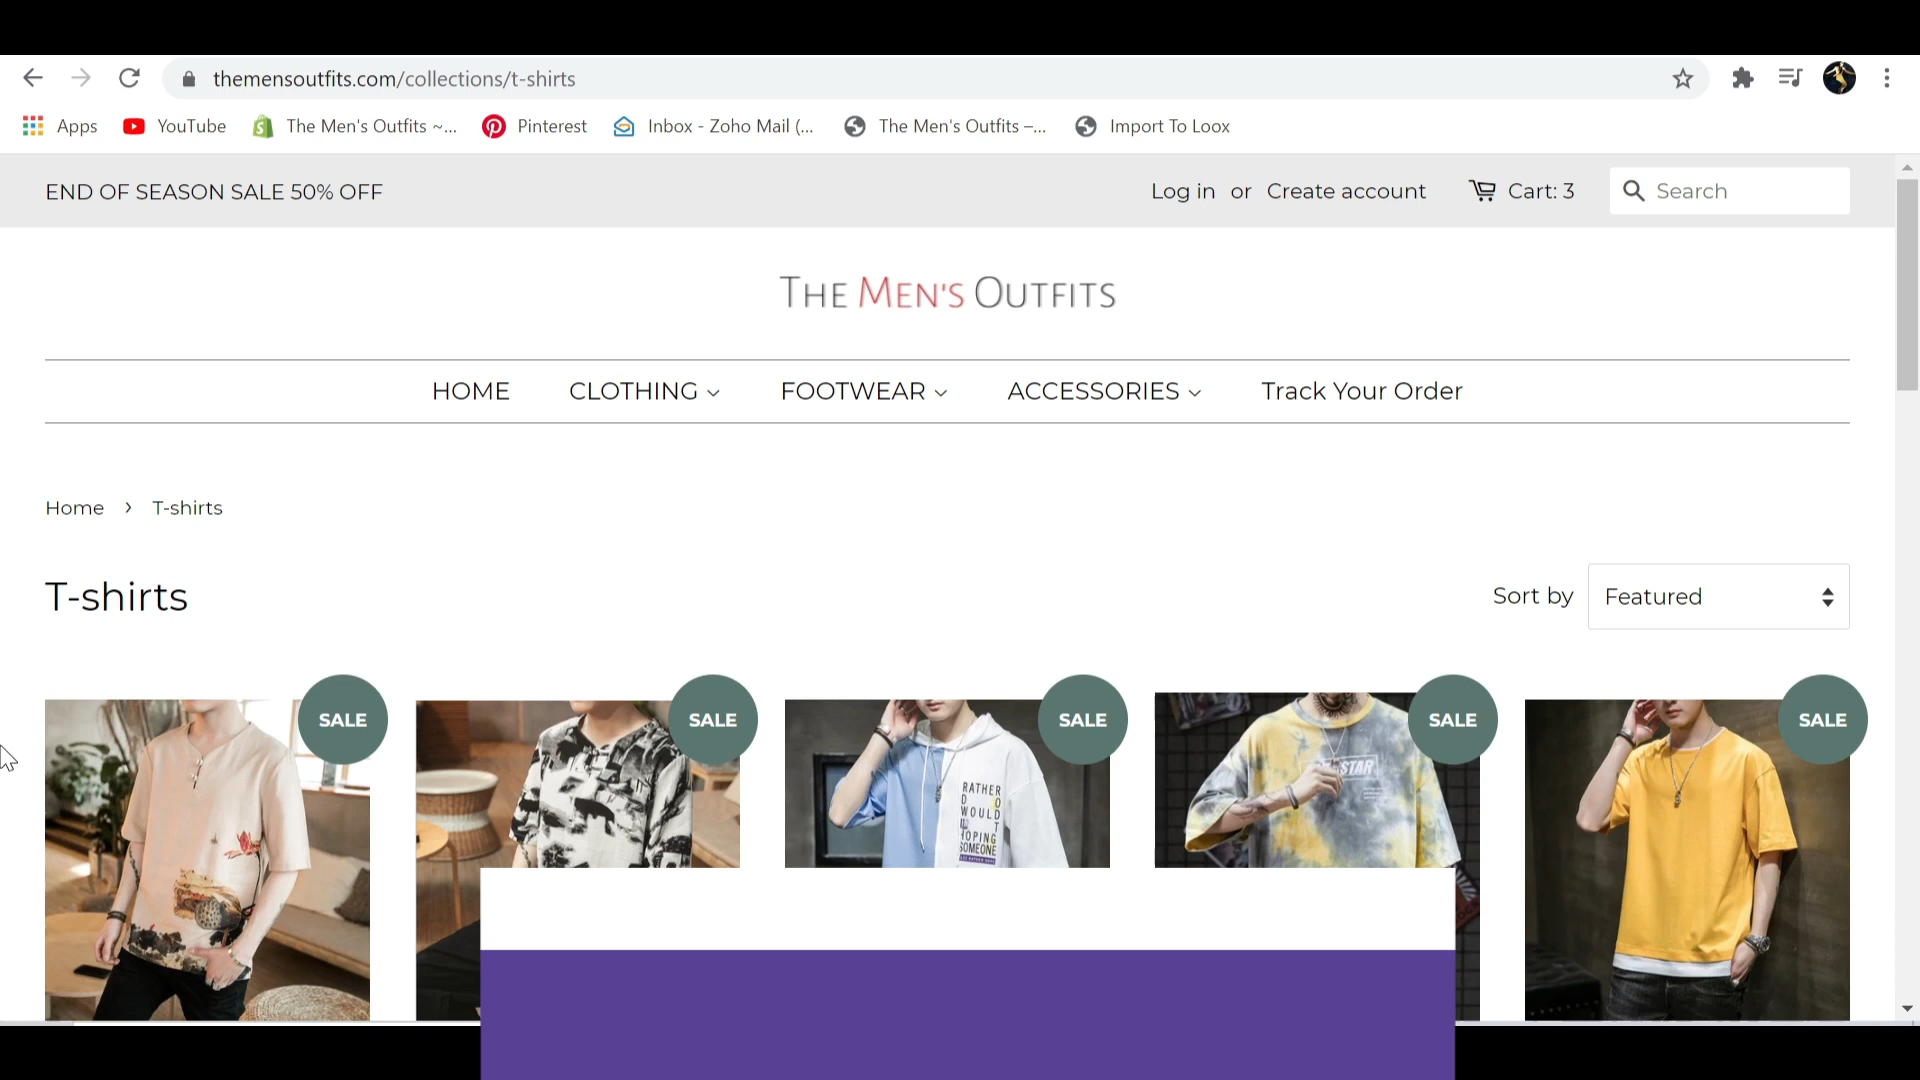 themensoutfits.com/collections/t-shirts
Apps YouTube The Men's Outfits ~... Pinterest Inbox - Zoho Mail (... The Men's Outfits –... Import To Loox
END OF SEASON SALE 50% OFF Log in or Create account Cart: 3 Search
THE MEN'S OUTFITS
HOME CLOTHING FOOTWEAR ACCESSORIES Track Your Order
Home › T-shirts
T-shirts Sort by Featured
SALE SALE SALE SALE SALE
STAR
RATHER
D O
WOULD
T
HOPING
SOMEONE